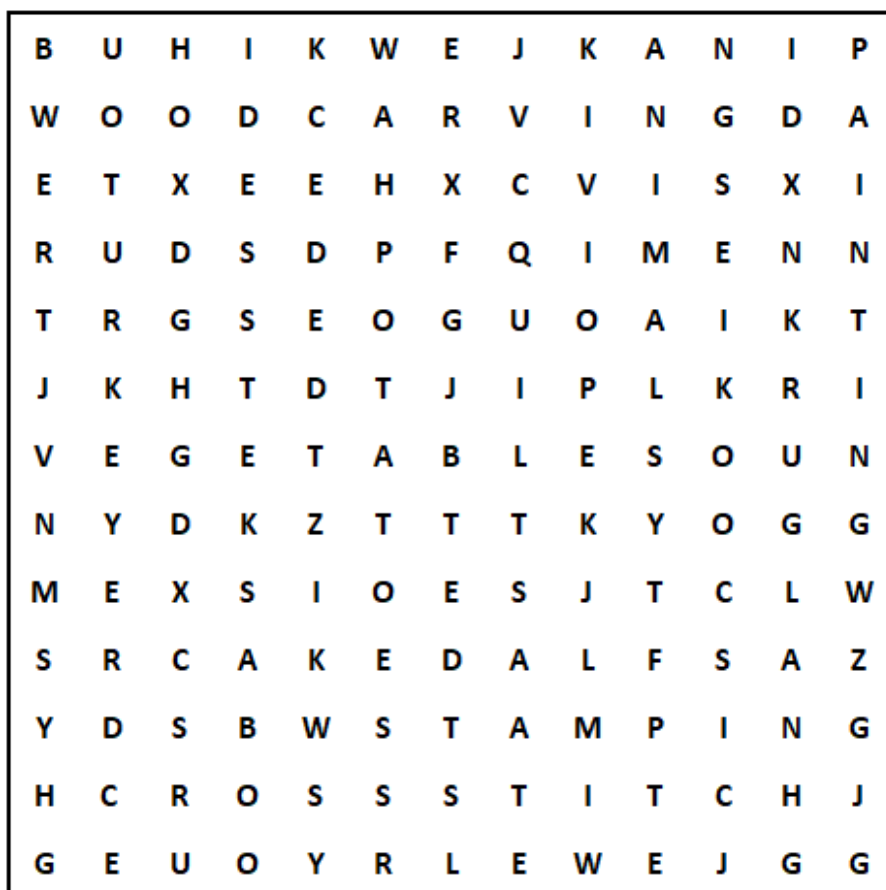 B U H I K W E J K A N I P
W O O D C A R V I N G D A
E T X E E H X C V I S X I
R U D S D P F Q I M E N N
T R G S E O G U O A I K T
J K H T D T J I P L K R I
V E G E T A B L E S O U N
N Y D K Z T T T K Y O G G
M E X S I O E S J T C L W
S R C A K E D A L F S A Z
Y D S B W S T A M P I N G
H C R O S S S T I T C H J
G E U O Y R L E W E J G G